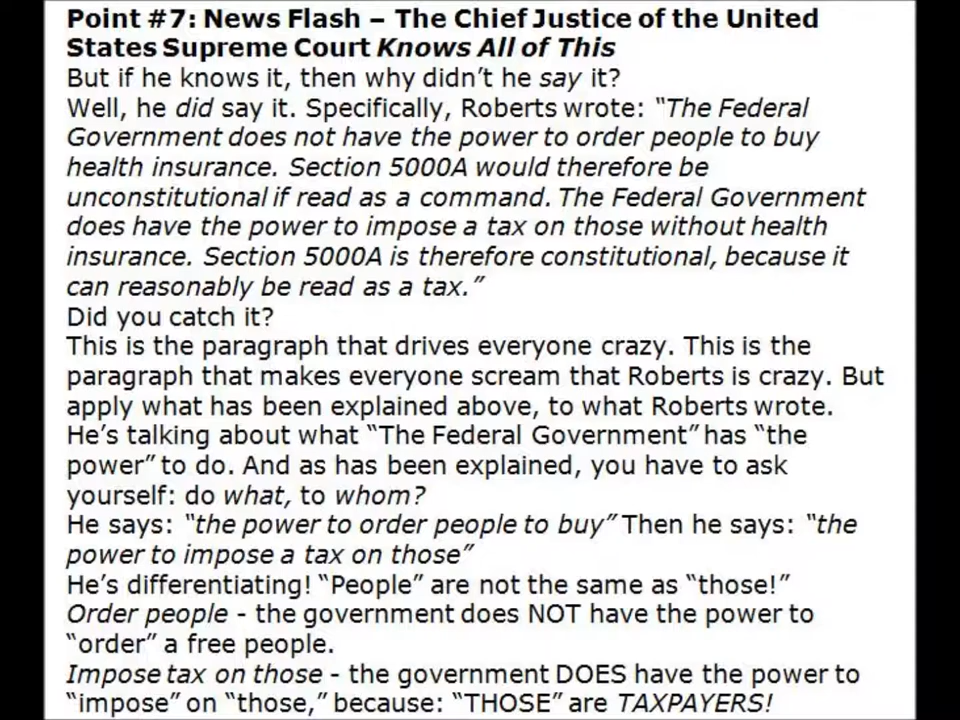 Point #7: News Flash – The Chief Justice of the United
States Supreme Court Knows All of This
But if he knows it, then why didn’t he say it?
Well, he did say it. Specifically, Roberts wrote: “The Federal
Government does not have the power to order people to buy
health insurance. Section 5000A would therefore be
unconstitutional if read as a command. The Federal Government
does have the power to impose a tax on those without health
insurance. Section 5000A is therefore constitutional, because it
can reasonably be read as a tax.”
Did you catch it?
This is the paragraph that drives everyone crazy. This is the
paragraph that makes everyone scream that Roberts is crazy. But
apply what has been explained above, to what Roberts wrote.
He’s talking about what “The Federal Government” has “the
power” to do. And as has been explained, you have to ask
yourself: do what, to whom?
He says: “the power to order people to buy” Then he says: “the
power to impose a tax on those”
He’s differentiating! “People” are not the same as “those!”
Order people - the government does NOT have the power to
“order” a free people.
Impose tax on those - the government DOES have the power to
“impose” on “those,” because: “THOSE” are TAXPAYERS!